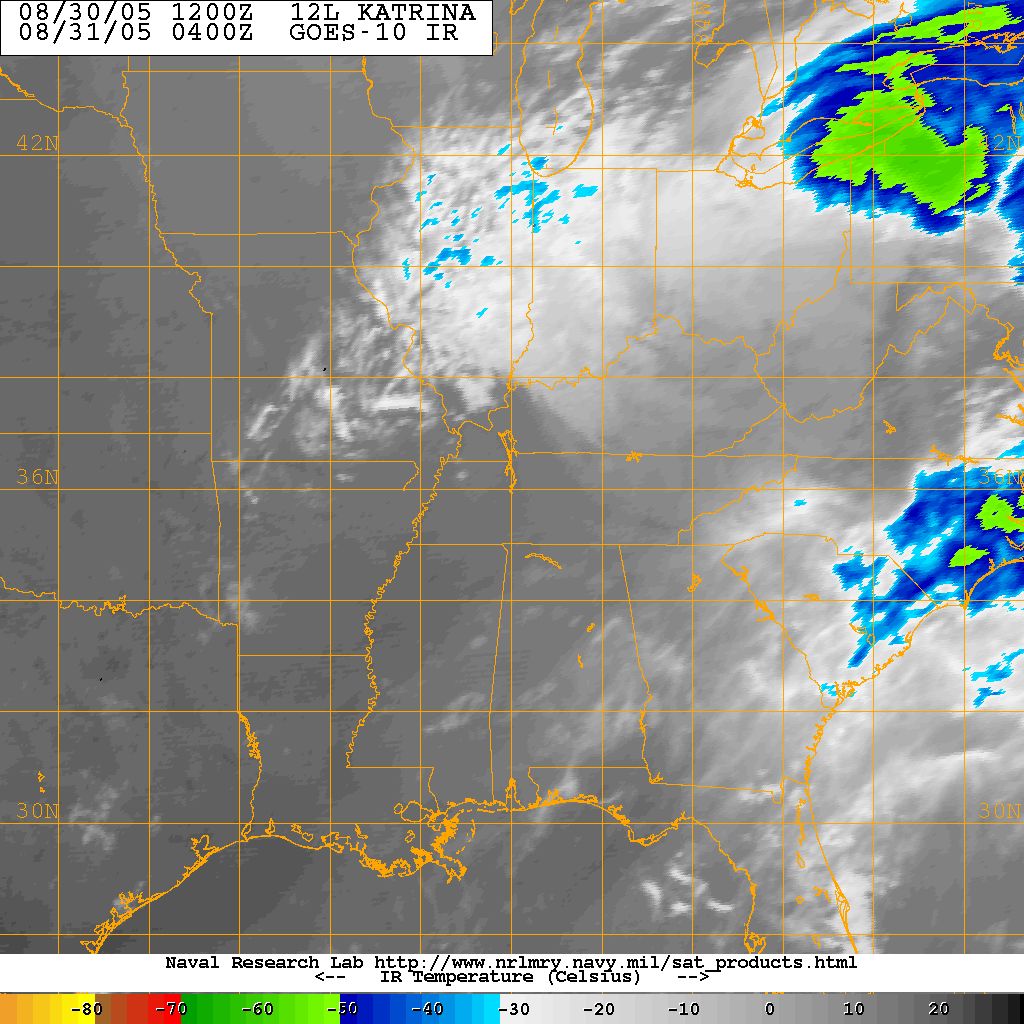 08/30/05 1200Z 12L KATRINA
08/31/05 0400Z GOES-10 IR
42N 42N
36N 36N
30N 30N
Naval Research Lab http://www.nrlmry.navy.mil/sat_products.html
<-- IR Temperature (Celsius) -->
-80 -70 -60 -50 -40 -30 -20 -10 0 10 20